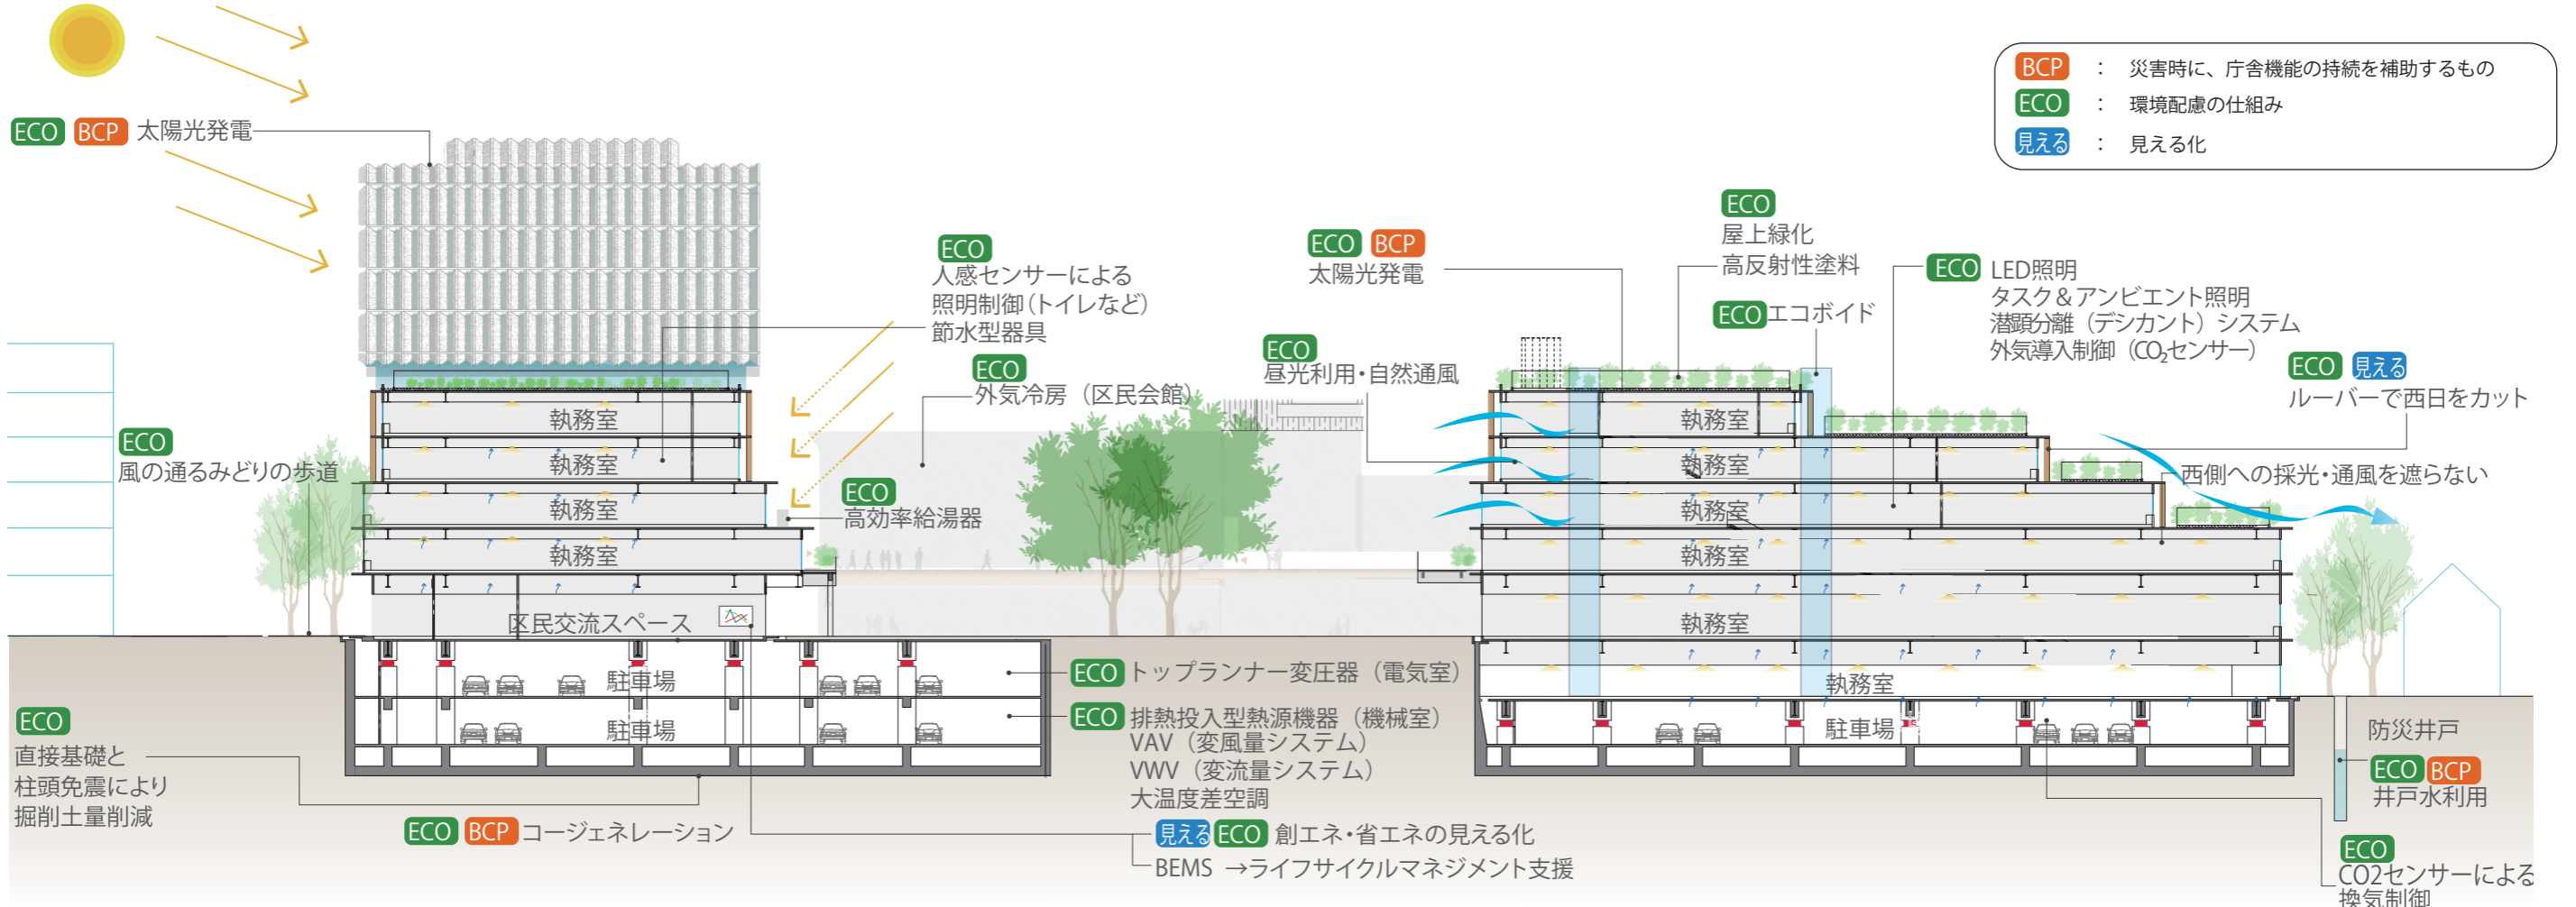 BCP : 災害時に、庁舎機能の持続を補助するもの
ECO : 環境配慮の仕組み
見える : 見える化
ECO BCP 太陽光発電
ECO
人感センサーによる
照明制御(トイレなど)
節水型器具
ECO
外気冷房（区民会館）
ECO
高効率給湯器
ECO
風の通るみどりの歩道
執務室
執務室
執務室
執務室
区民交流スペース
駐車場
駐車場
ECO
直接基礎と
柱頭免震により
掘削土量削減
ECO BCP コージェネレーション
ECO トップランナー変圧器（電気室）
ECO 排熱投入型熱源機器（機械室）
VAV（変風量システム）
VWV（変流量システム）
大温度差空調
見える ECO 創エネ・省エネの見える化
BEMS →ライフサイクルマネジメント支援
ECO BCP
太陽光発電
ECO
昼光利用・自然通風
ECO
屋上緑化
高反射性塗料
ECO エコボイド
ECO LED照明
タスク＆アンビエント照明
潜顕分離（デシカント）システム
外気導入制御（CO₂センサー）
ECO 見える
ルーバーで西日をカット
西側への採光・通風を遮らない
執務室
執務室
執務室
執務室
執務室
執務室
駐車場
防災井戸
ECO BCP
井戸水利用
ECO
CO2センサーによる
換気制御